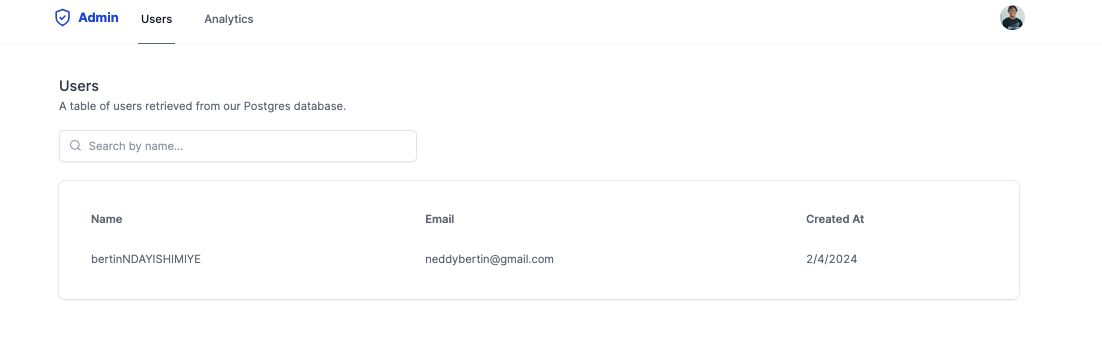 Admin Users Analytics
Users
A table of users retrieved from our Postgres database.
Search by name...
Name Email Created At
bertinNDAYISHIMIYE neddybertin@gmail.com 2/4/2024